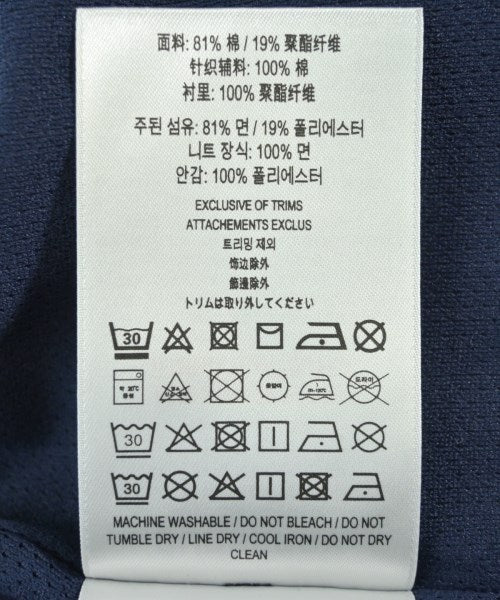 面料: 81% 棉 / 19% 聚酯纤维
针织辅料: 100% 棉
衬里: 100% 聚酯纤维
주된 섬유: 81% 면 / 19% 폴리에스터
니트 장식: 100% 면
안감: 100% 폴리에스터
EXCLUSIVE OF TRIMS
ATTACHEMENTS EXCLUS
트리밍 제외
饰边除外
飾邊除外
トリムは取り外してください
30
30
30
MACHINE WASHABLE / DO NOT BLEACH / DO NOT
TUMBLE DRY / LINE DRY / COOL IRON / DO NOT DRY
CLEAN